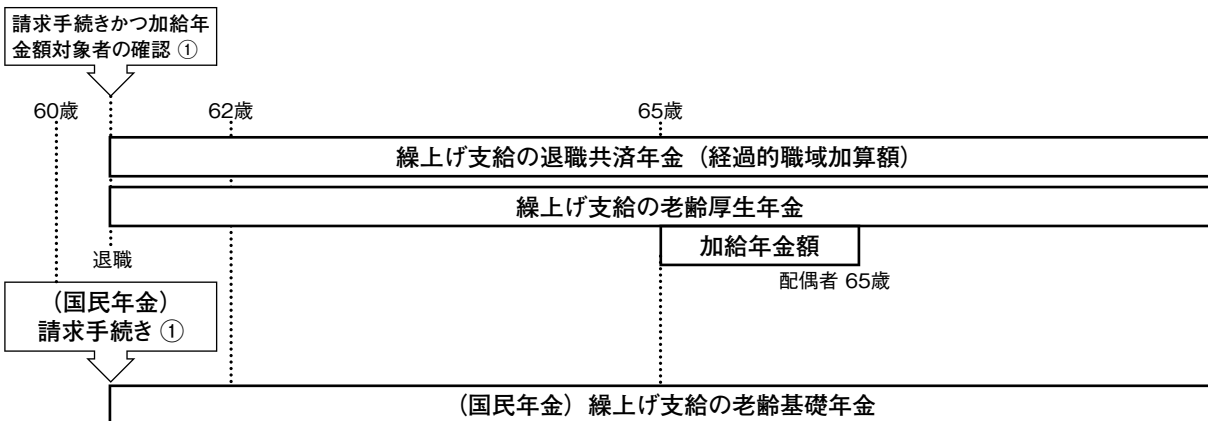 請求手続きかつ加給年
金額対象者の確認 ①
60歳
62歳
65歳
繰上げ支給の退職共済年金（経過的職域加算額）
繰上げ支給の老齢厚生年金
加給年金額
退職
配偶者 65歳
（国民年金）
請求手続き ①
（国民年金）繰上げ支給の老齢基礎年金